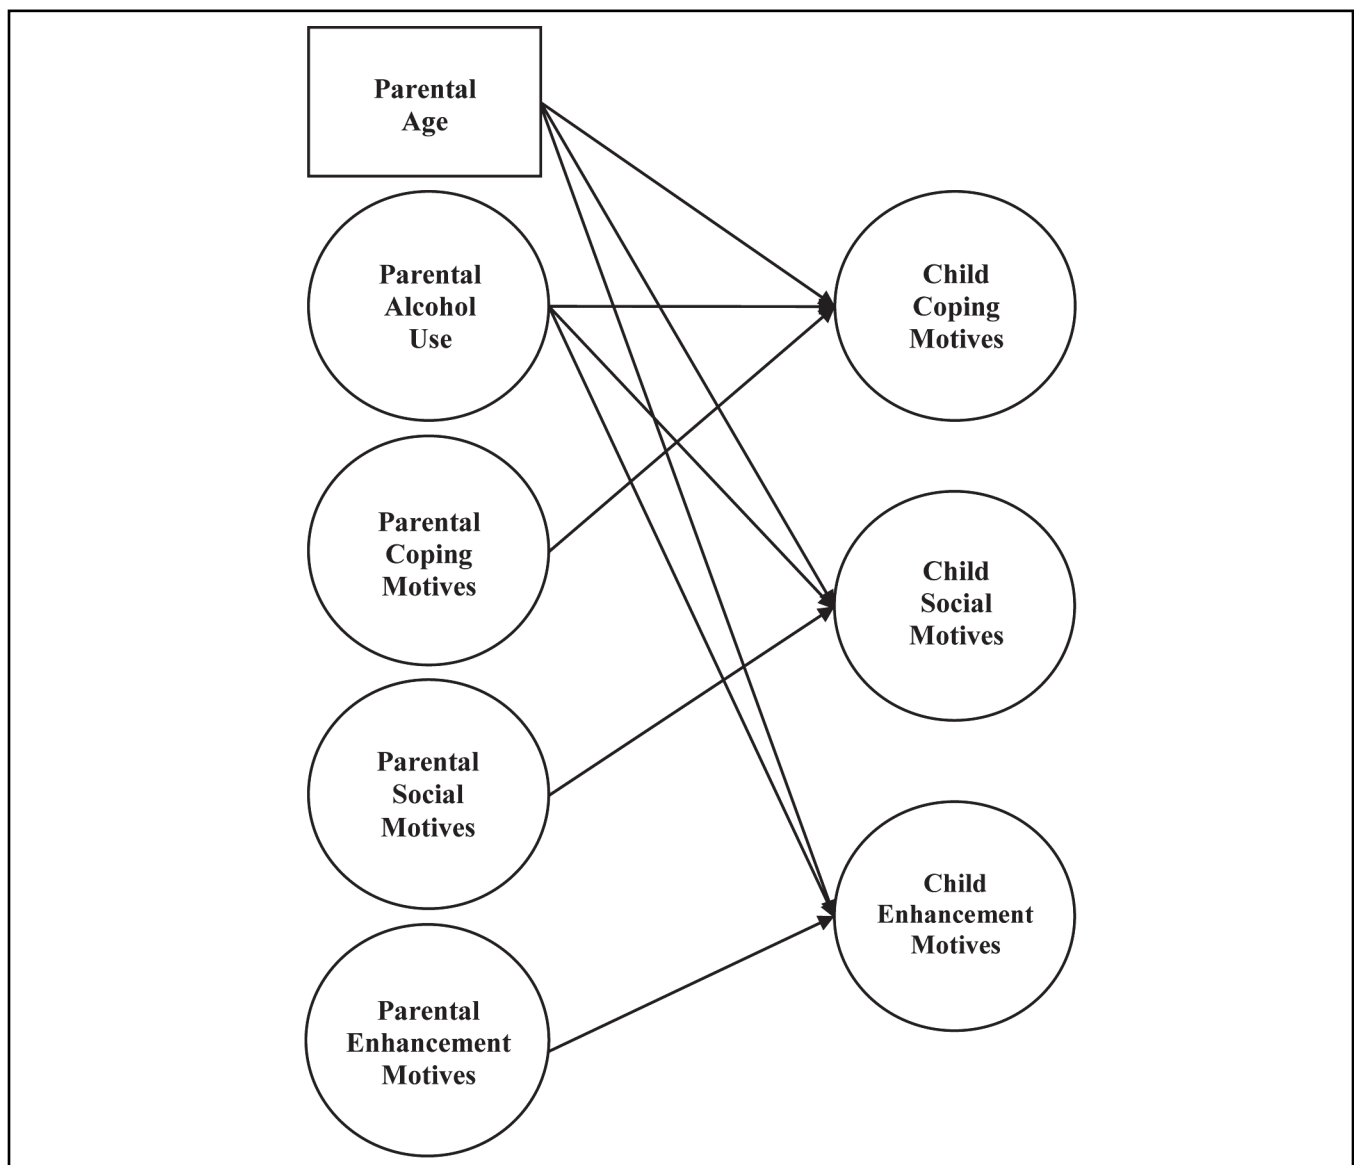 Parental
Age
Parental
Alcohol
Use
Parental
Coping
Motives
Parental
Social
Motives
Parental
Enhancement
Motives
Child
Coping
Motives
Child
Social
Motives
Child
Enhancement
Motives